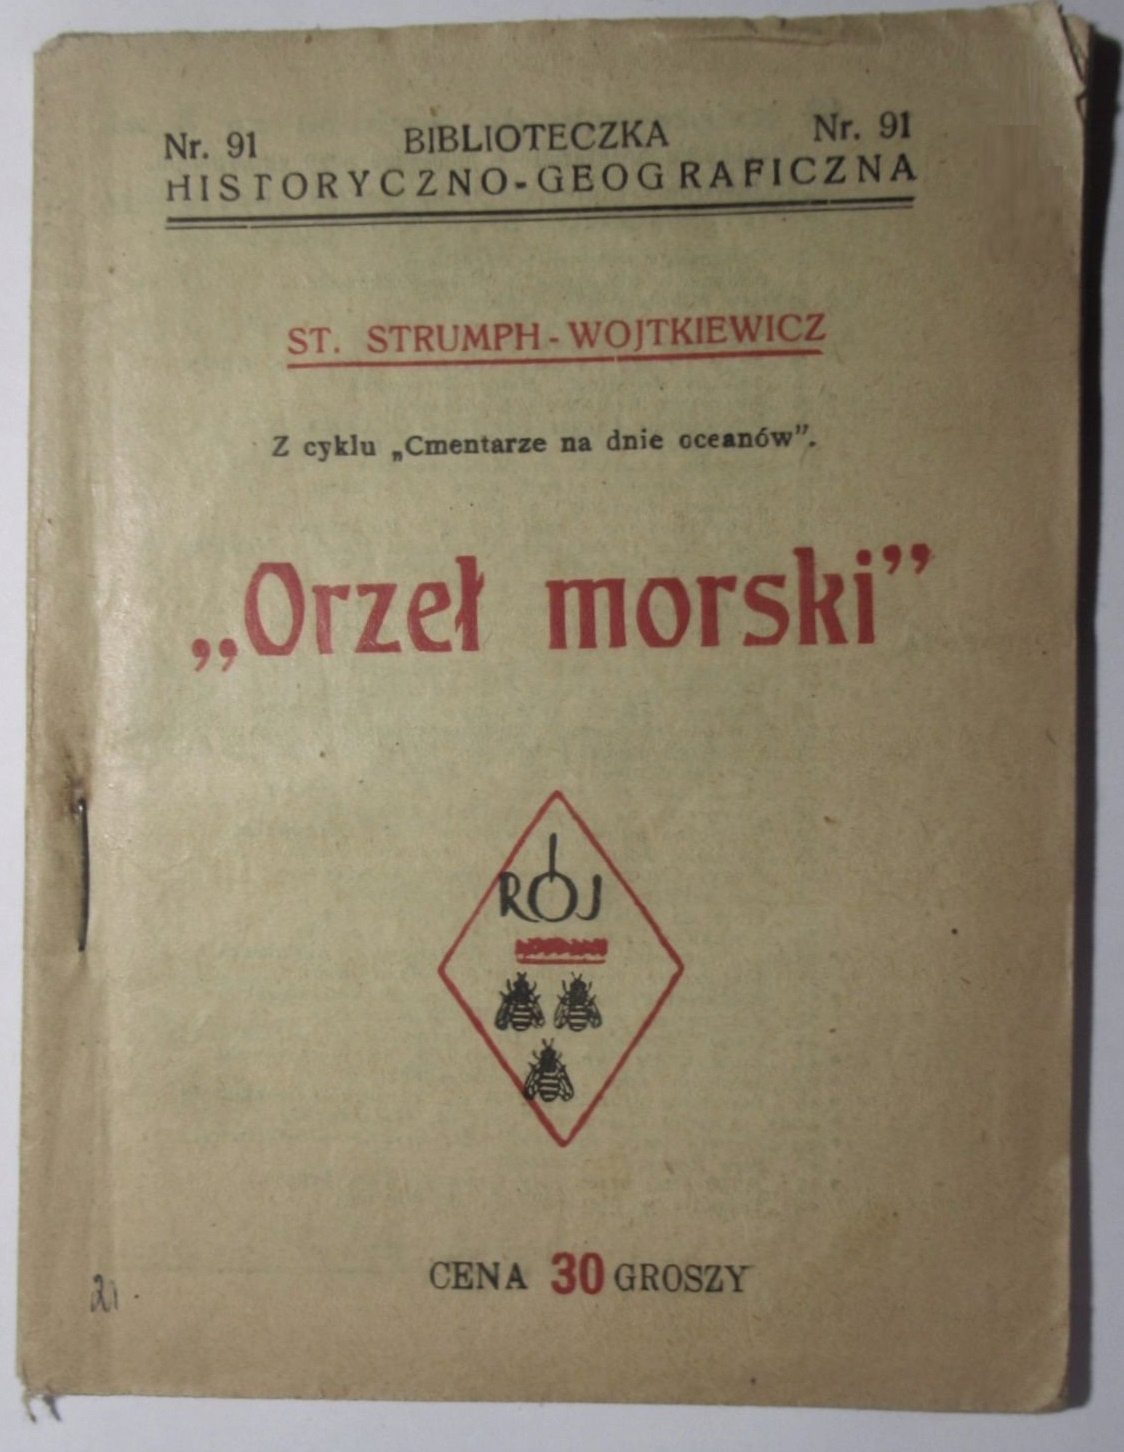 Nr. 91 BIBLIOTECZKA Nr. 91
HISTORYCZNO-GEOGRAFICZNA
ST. STRUMPH-WOJTKIEWICZ
Z cyklu „Cmentarze na dnie oceanów”.
„Orzeł morski”
RÓJ
CENA 30 GROSZY